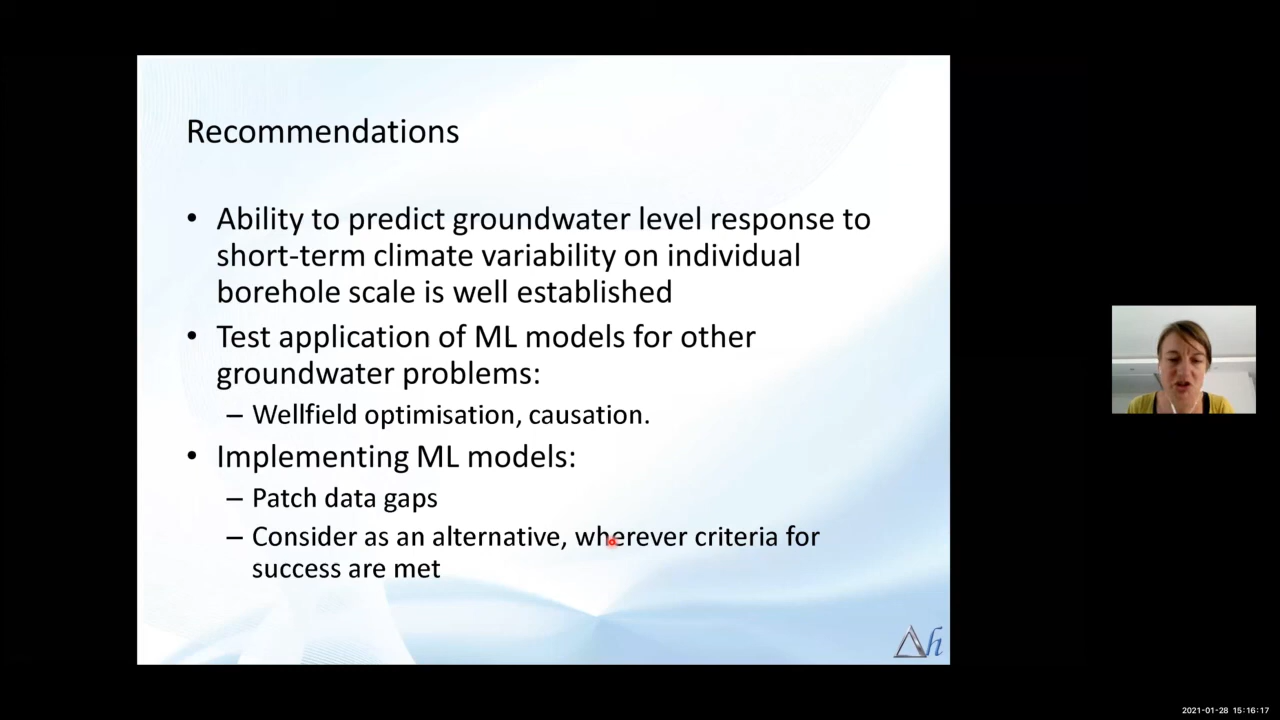 Recommendations
• Ability to predict groundwater level response to
short-term climate variability on individual
borehole scale is well established
• Test application of ML models for other
groundwater problems:
– Wellfield optimisation, causation.
• Implementing ML models:
– Patch data gaps
– Consider as an alternative, wherever criteria for
success are met
Δh
2021-01-28 15:16:17